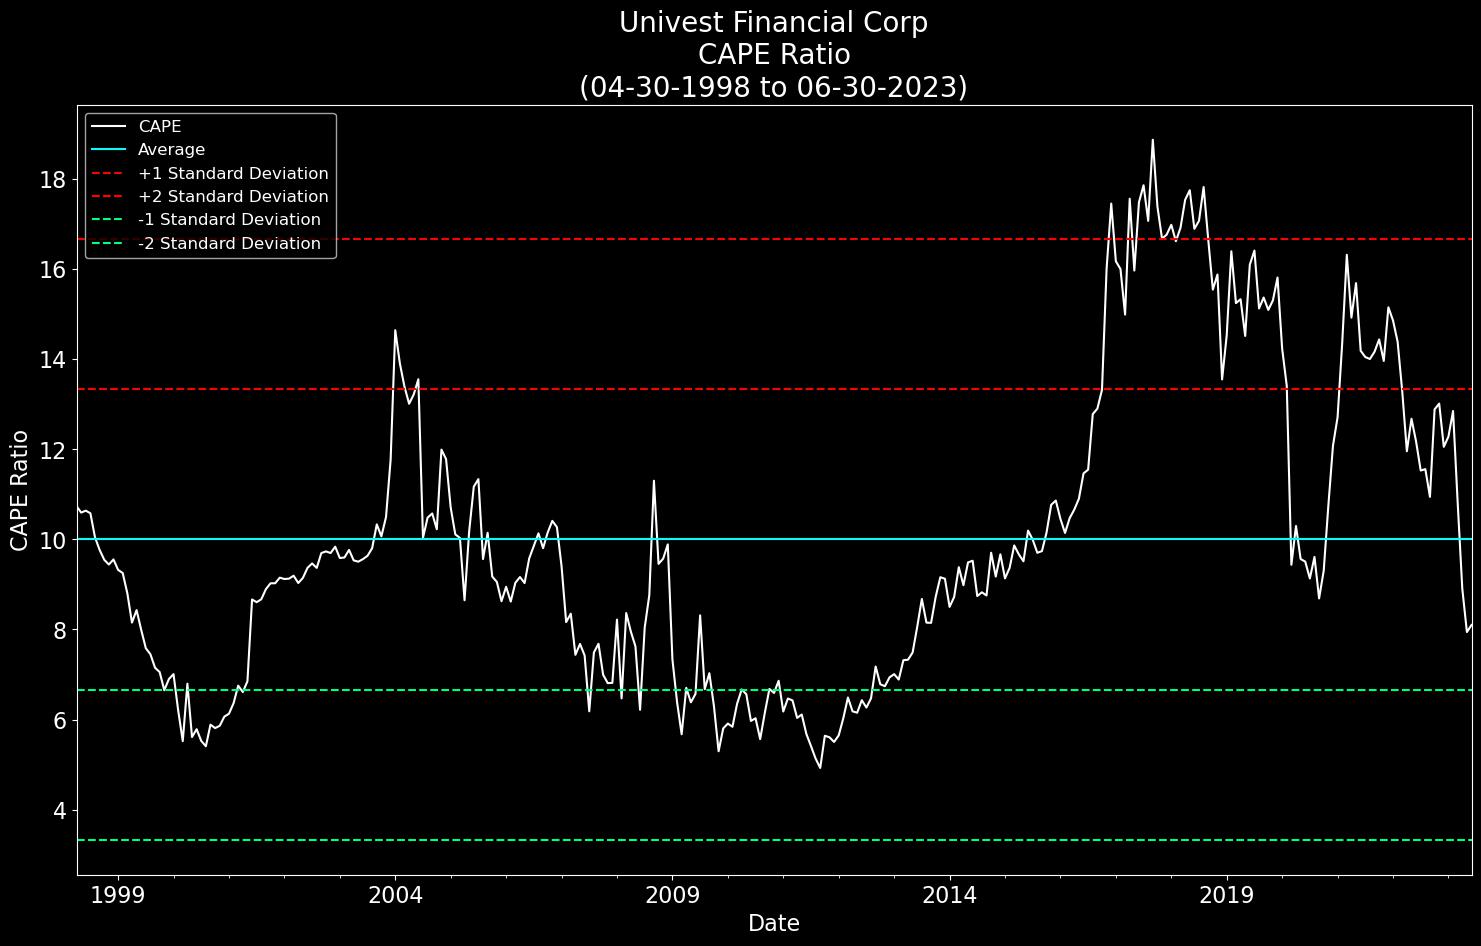 Univest Financial Corp
CAPE Ratio
(04-30-1998 to 06-30-2023)
CAPE
Average
+1 Standard Deviation
+2 Standard Deviation
-1 Standard Deviation
-2 Standard Deviation
CAPE Ratio
18
16
14
12
10
8
6
4
1999
2004
2009
2014
2019
Date